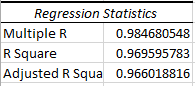 Regression Statistics
Multiple R 0.984680548
R Square 0.969595783
Adjusted R Squa 0.966018816